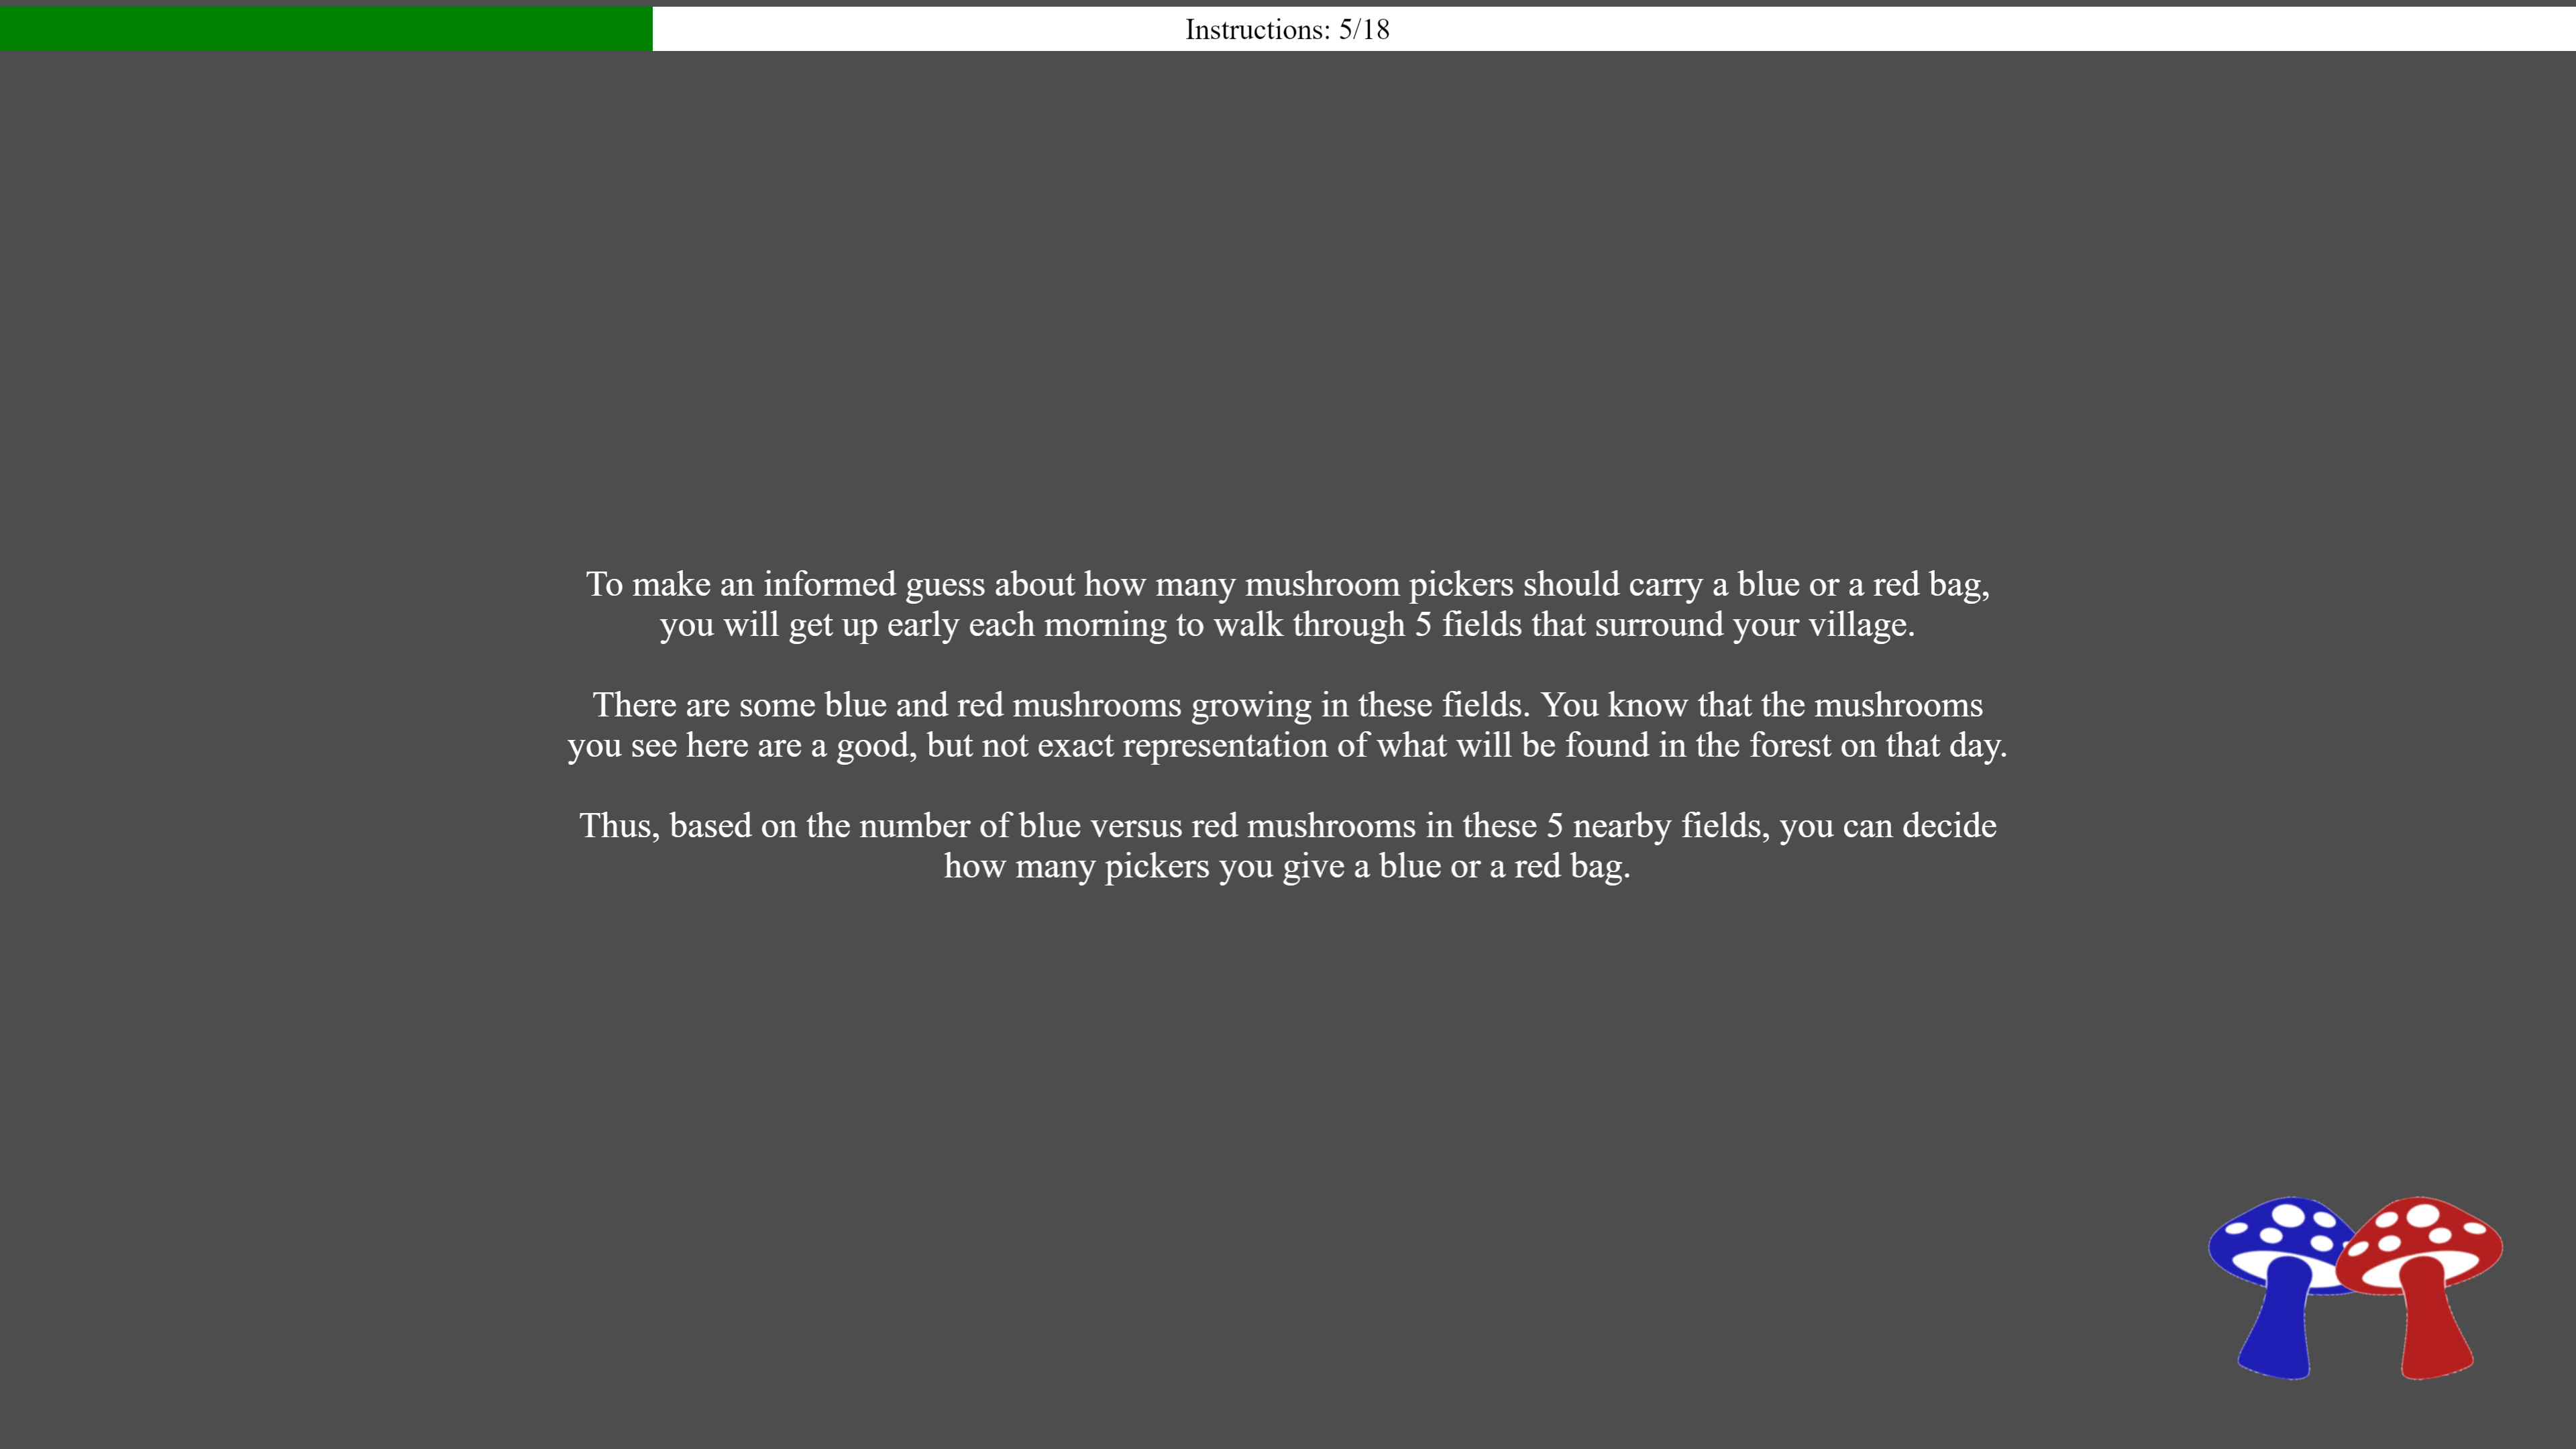 Instructions: 5/18
To make an informed guess about how many mushroom pickers should carry a blue or a red bag,
you will get up early each morning to walk through 5 fields that surround your village.
There are some blue and red mushrooms growing in these fields. You know that the mushrooms
you see here are a good, but not exact representation of what will be found in the forest on that day.
Thus, based on the number of blue versus red mushrooms in these 5 nearby fields, you can decide
how many pickers you give a blue or a red bag.